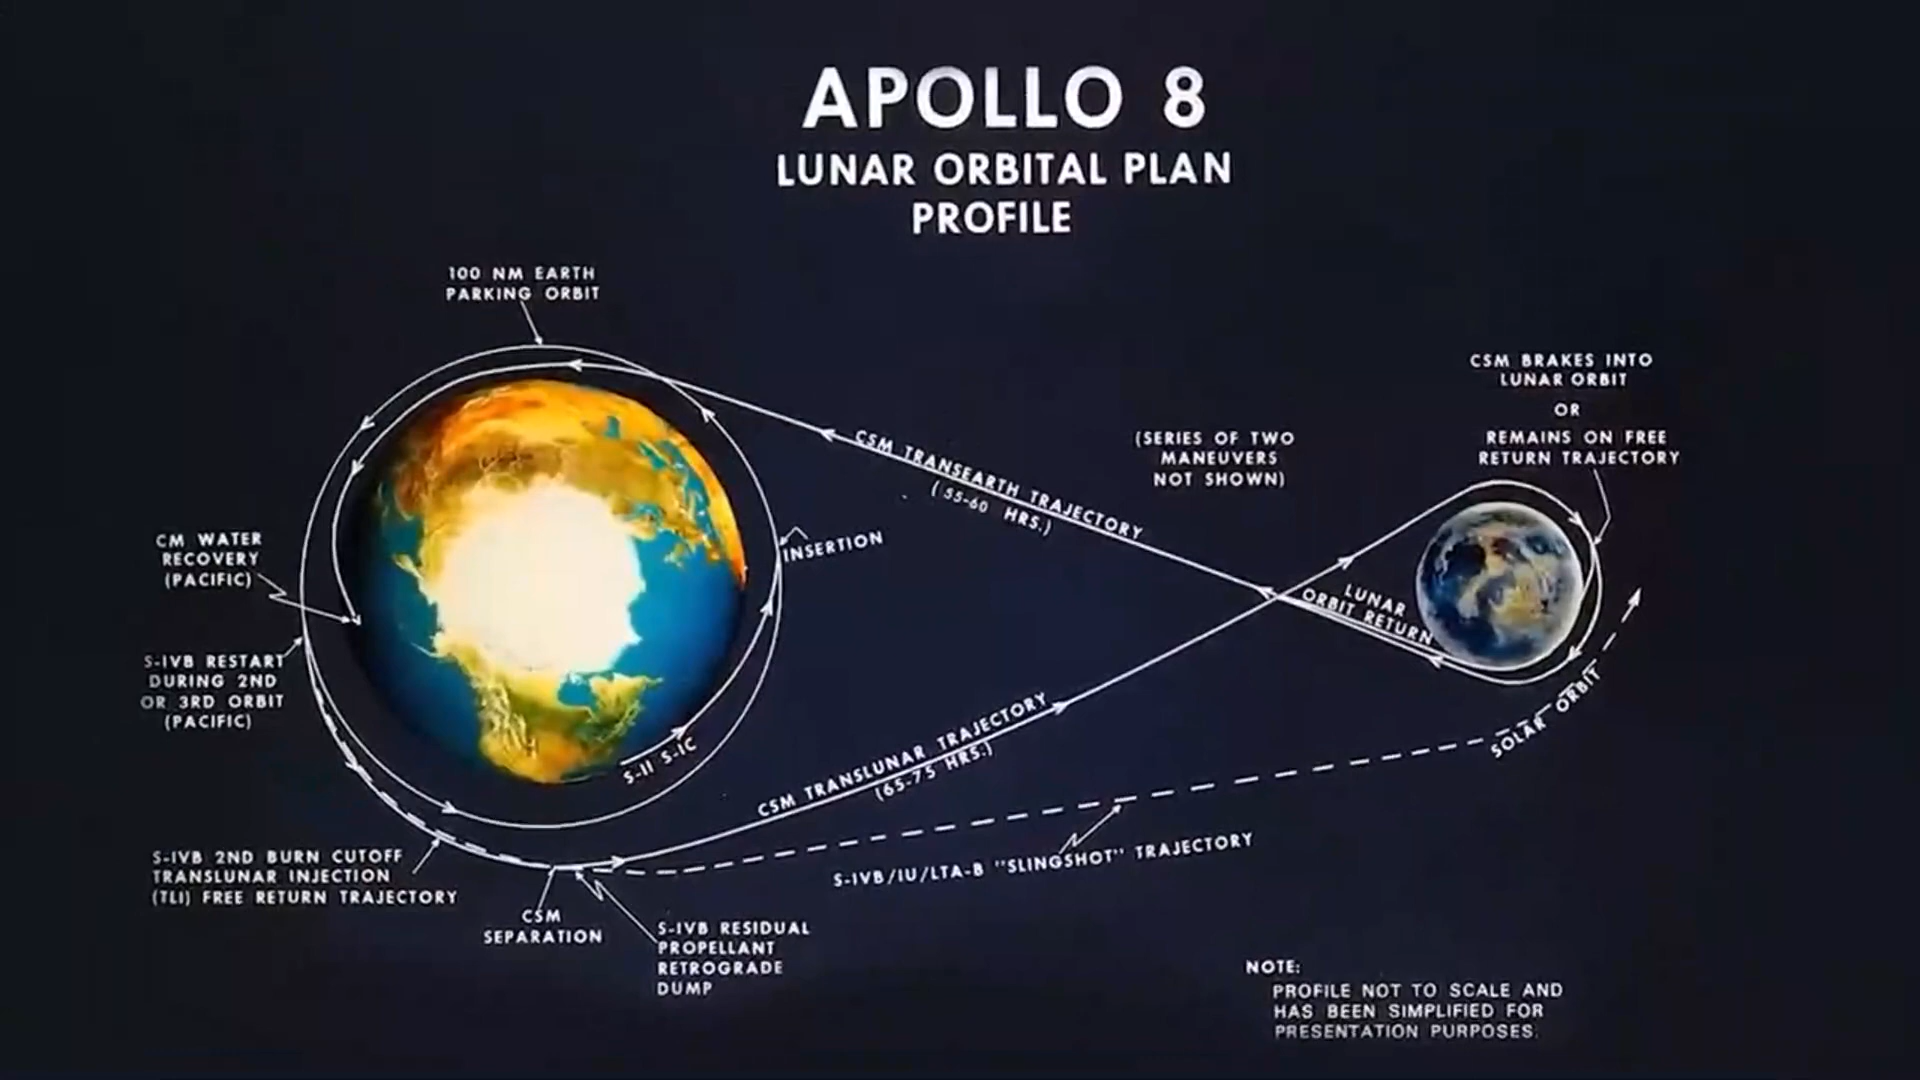 APOLLO 8
LUNAR ORBITAL PLAN
PROFILE
100 NM EARTH
PARKING ORBIT
CSM BRAKES INTO
LUNAR ORBIT
OR
REMAINS ON FREE
RETURN TRAJECTORY
(SERIES OF TWO
MANEUVERS
NOT SHOWN)
CSM TRANSEARTH TRAJECTORY
(55-60 HRS.)
CM WATER
RECOVERY
(PACIFIC)
INSERTION
LUNAR
ORBIT RETURN
S-IVB RESTART
DURING 2ND
OR 3RD ORBIT
(PACIFIC)
S-II S-IC
CSM TRANSLUNAR TRAJECTORY
(65-75 HRS.)
SOLAR ORBIT
S-IVB/IU/LTA-B "SLINGSHOT" TRAJECTORY
S-IVB 2ND BURN CUTOFF
TRANSLUNAR INJECTION
(TLI) FREE RETURN TRAJECTORY
CSM
SEPARATION
S-IVB RESIDUAL
PROPELLANT
RETROGRADE
DUMP
NOTE:
PROFILE NOT TO SCALE AND
HAS BEEN SIMPLIFIED FOR
PRESENTATION PURPOSES.